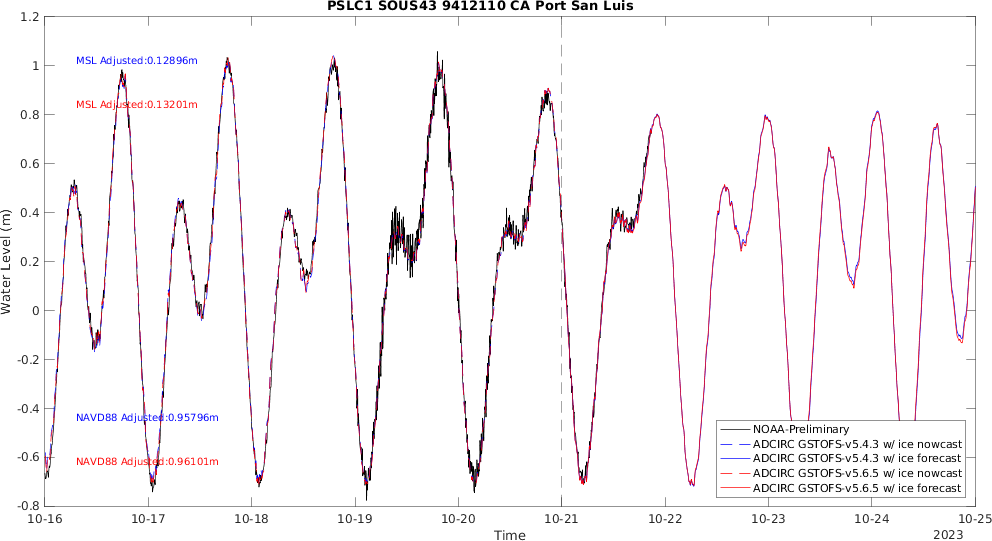 PSLC1 SOUS43 9412110 CA Port San Luis
Water Level (m)
1.2
1
0.8
0.6
0.4
0.2
0
-0.2
-0.4
-0.6
-0.8
MSL Adjusted:0.12896m
MSL Adjusted:0.13201m
NAVD88 Adjusted:0.95796m
NAVD88 Adjusted:0.96101m
NOAA-Preliminary
ADCIRC GSTOFS-v5.4.3 w/ ice nowcast
ADCIRC GSTOFS-v5.4.3 w/ ice forecast
ADCIRC GSTOFS-v5.6.5 w/ ice nowcast
ADCIRC GSTOFS-v5.6.5 w/ ice forecast
10-16 10-17 10-18 10-19 10-20 10-21 10-22 10-23 10-24 10-25
Time
2023